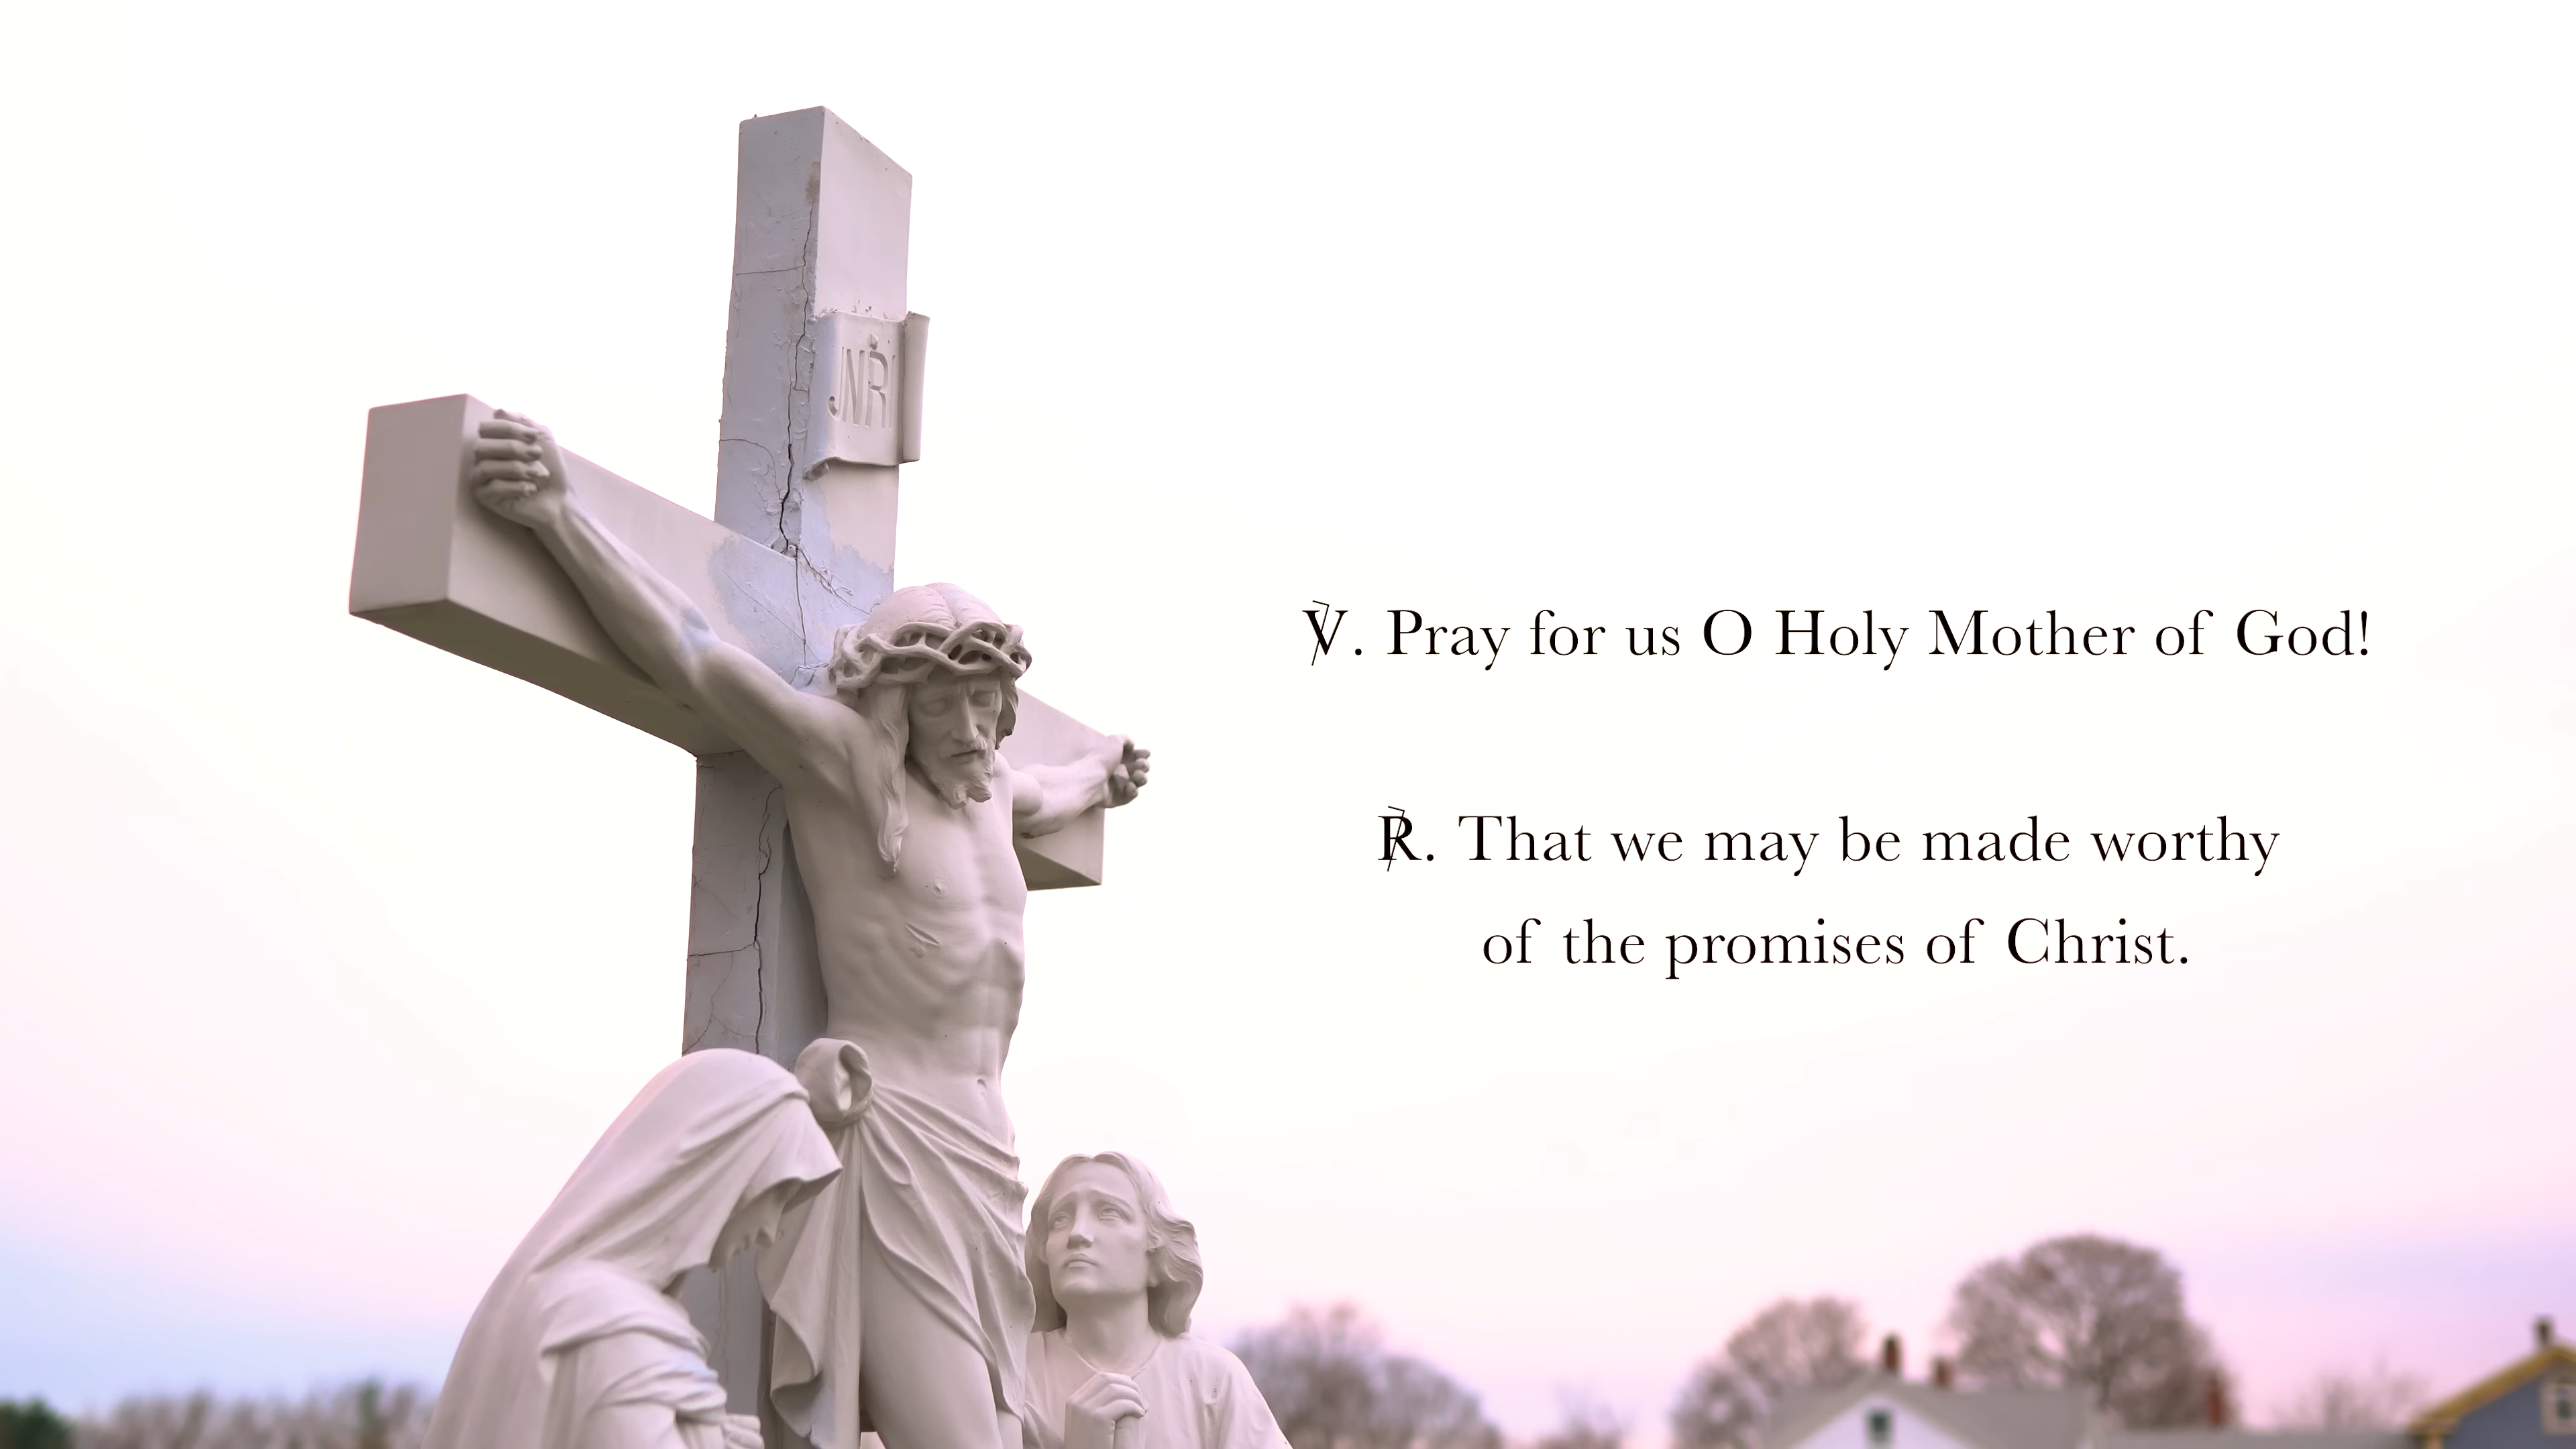 JNRI
℣. Pray for us O Holy Mother of God!
℟. That we may be made worthy
of the promises of Christ.